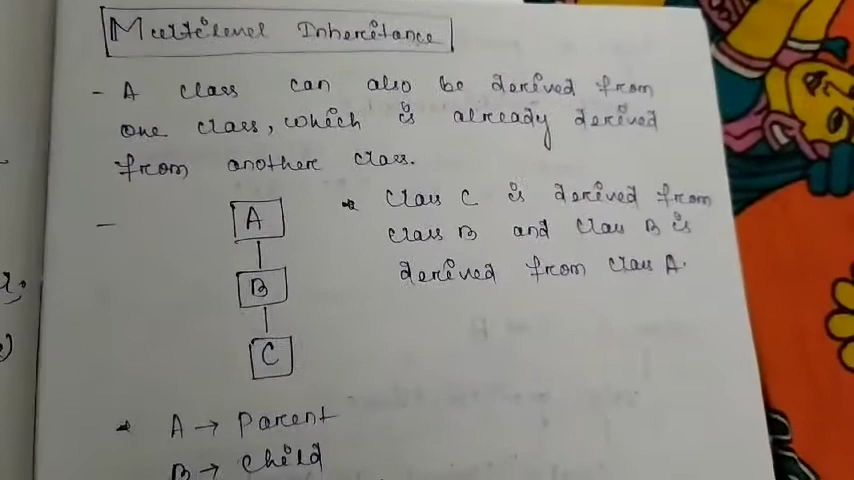 Multilevel Inheritance
- A class can also be derived from
one class, which is already derived
from another class.
- A
B
C
→ Class C is derived from
class B and class B is
derived from class A.
→ A → Parent
B → child